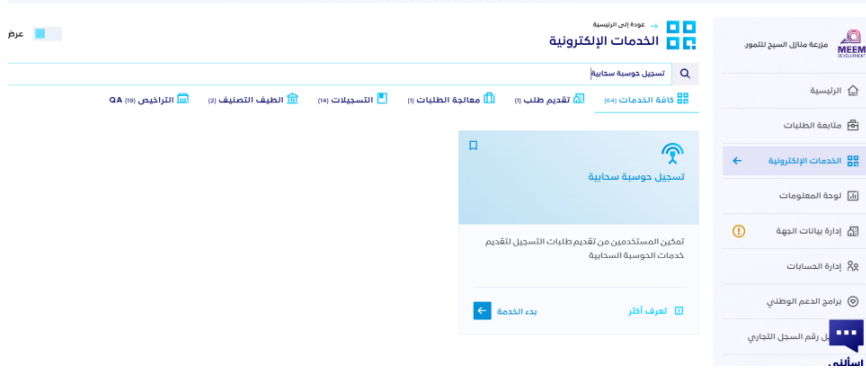 مزرعة منازل السيح للتمور.
MEEM
DEVELOPMENT
الرئيسية
متابعة الطلبات
الخدمات الإلكترونية
لوحة المعلومات
إدارة بيانات الجهة
إدارة الحسابات
برامج الدعم الوطني
رقم السجل التجاري
اسألني
عودة إلى الرئيسية
الخدمات الإلكترونية
عرض
تسجيل حوسبة سحابية
كافة الخدمات (64)
تقديم طلب (1)
معالجة الطلبات (1)
التسجيلات (14)
الطيف التصنيف (2)
التراخيص QA (19)
تسجيل حوسبة سحابية
تمكين المستخدمين من تقديم طلبات التسجيل لتقديم
خدمات الحوسبة السحابية
تعرف أكثر
بدء الخدمة